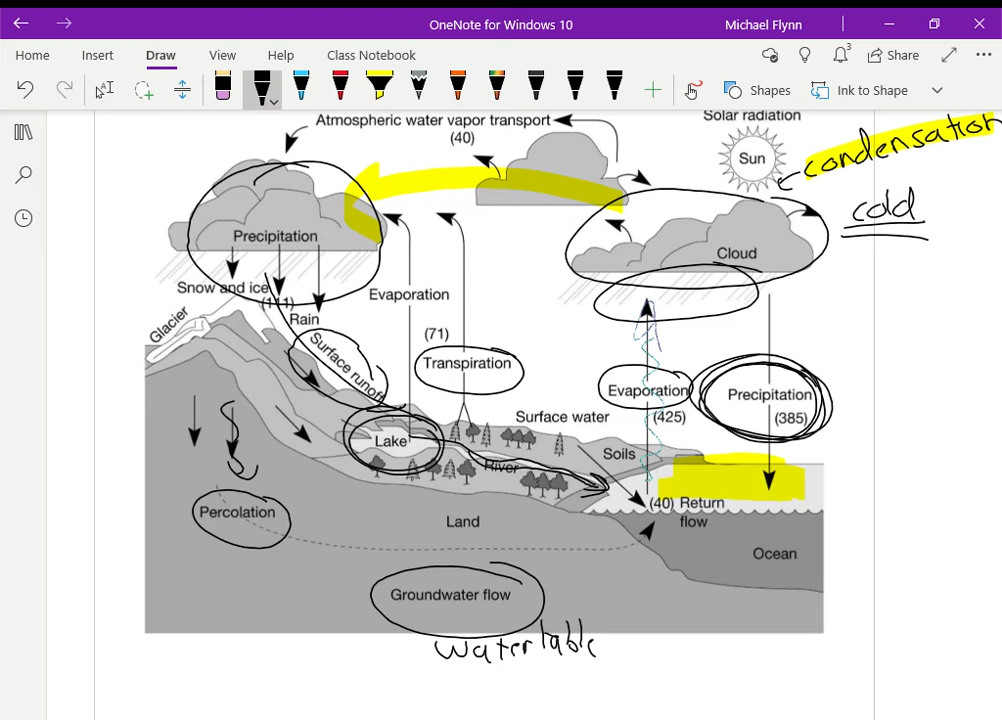 OneNote for Windows 10
Michael Flynn
Home Insert Draw View Help Class Notebook
3 Share
Shapes Ink to Shape
Atmospheric water vapor transport
(40)
Solar radiation
Sun
condensation
cold
Precipitation
Cloud
Snow and ice
(111)
Rain
Evaporation
Glacier
Surface runoff
(71)
Transpiration
Evaporation
(425)
Precipitation
(385)
Surface water
Lake
River
Soils
Percolation
Land
(40) Return
flow
Ocean
Groundwater flow
water table